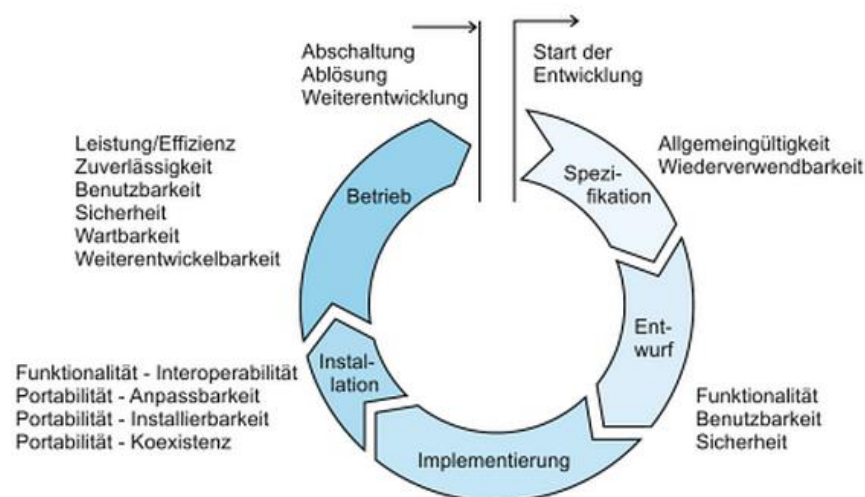 Abschaltung
Ablösung
Weiterentwicklung
Start der
Entwicklung
Leistung/Effizienz
Zuverlässigkeit
Benutzbarkeit
Sicherheit
Wartbarkeit
Weiterentwickelbarkeit
Betrieb
Spezi-
fikation
Allgemeingültigkeit
Wiederverwendbarkeit
Ent-
wurf
Funktionalität
Benutzbarkeit
Sicherheit
Implementierung
Instal-
lation
Funktionalität - Interoperabilität
Portabilität - Anpassbarkeit
Portabilität - Installierbarkeit
Portabilität - Koexistenz